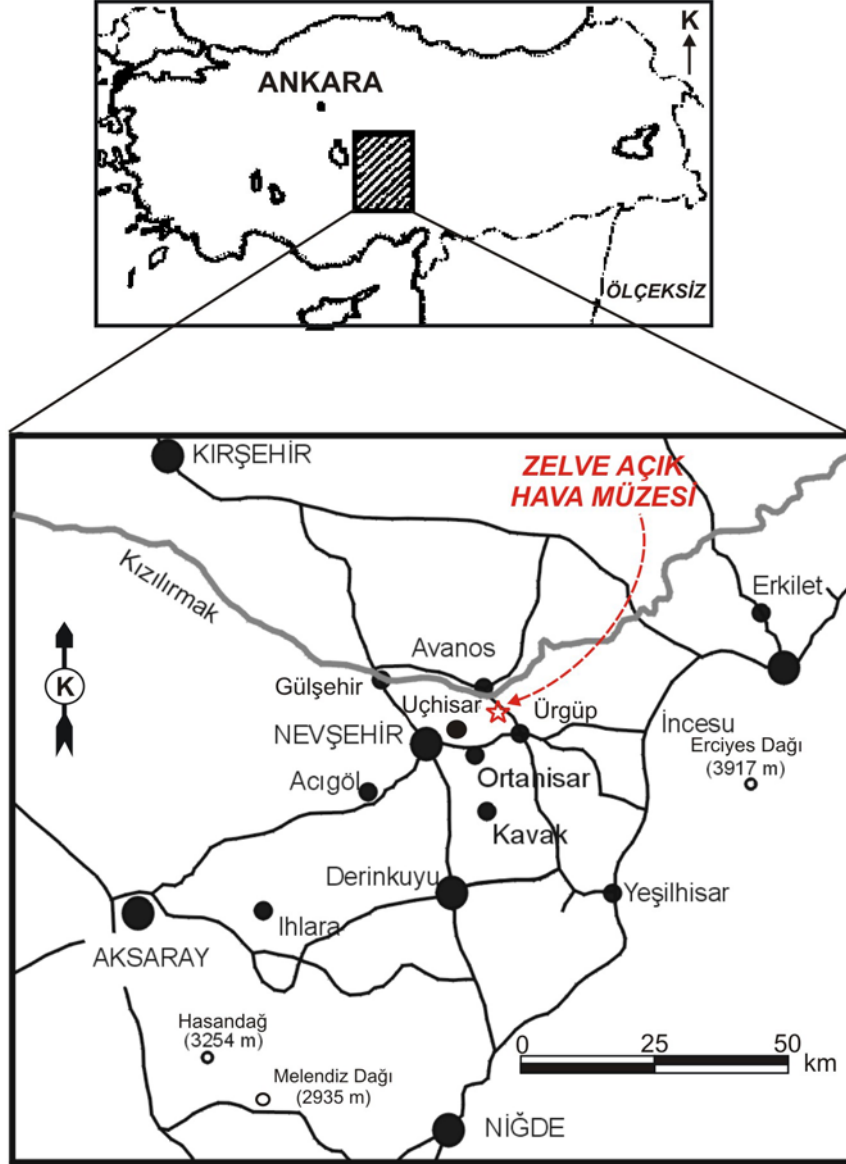 K
ANKARA
ÖLÇEKSİZ
KIRŞEHİR
ZELVE AÇIK
HAVA MÜZESİ
Kızılırmak
Erkilet
K
Avanos
Gülşehir
Uçhisar
Ürgüp
İncesu
NEVŞEHİR
Erciyes Dağı
(3917 m)
Acıgöl
Ortahisar
Kavak
Derinkuyu
Yeşilhisar
Ihlara
AKSARAY
Hasandağ
(3254 m)
0 25 50
km
Melendiz Dağı
(2935 m)
NİĞDE